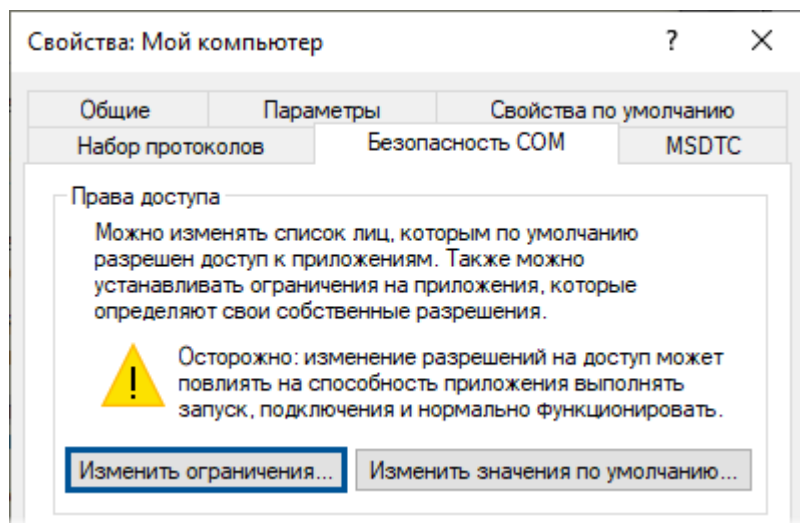 Свойства: Мой компьютер
Общие Параметры Свойства по умолчанию
Набор протоколов Безопасность COM MSDTC
Права доступа
Можно изменять список лиц, которым по умолчанию
разрешен доступ к приложениям. Также можно
устанавливать ограничения на приложения, которые
определяют свои собственные разрешения.
Осторожно: изменение разрешений на доступ может
повлиять на способность приложения выполнять
запуск, подключения и нормально функционировать.
Изменить ограничения... Изменить значения по умолчанию...